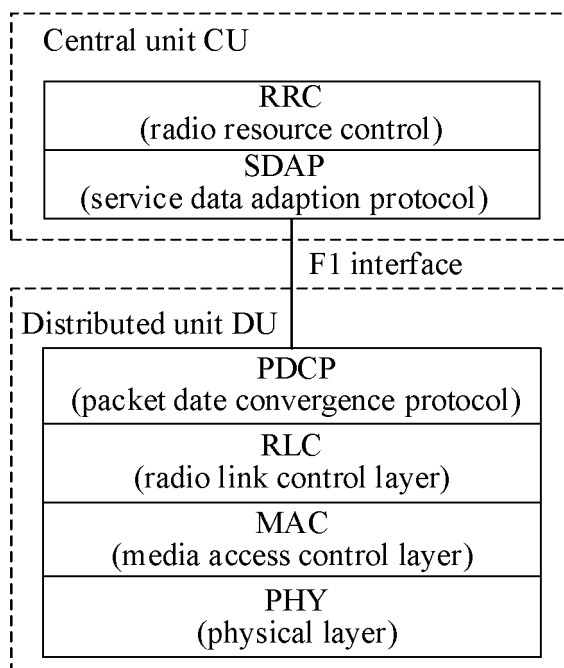 Central unit CU
RRC
(radio resource control)
SDAP
(service data adaption protocol)
F1 interface
Distributed unit DU
PDCP
(packet date convergence protocol)
RLC
(radio link control layer)
MAC
(media access control layer)
PHY
(physical layer)